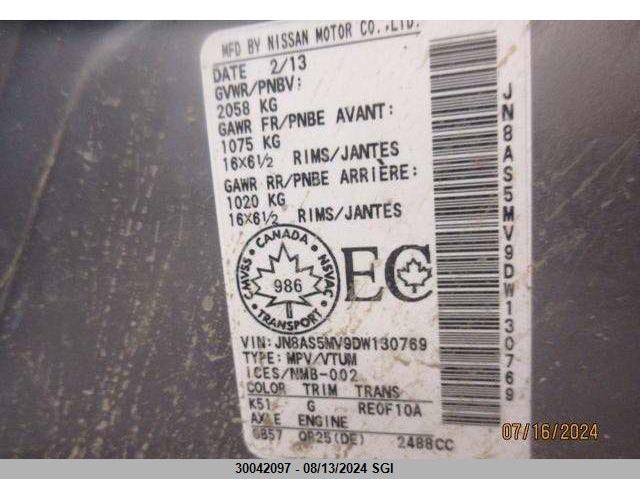 MFD BY NISSAN MOTOR CO.,LTD.
DATE 2/13
GVWR/PNBV:
2058 KG
GAWR FR/PNBE AVANT:
1075 KG
16X6½ RIMS/JANTES
GAWR RR/PNBE ARRIÈRE:
1020 KG
16X6½ RIMS/JANTES
CANADA
CMVSS NSVAC
986
TRANSPORT
EC
VIN: JN8AS5MV9DW130769
TYPE: MPV/VTUM
ICES/NMB-002
COLOR TRIM TRANS
K51 G RE0F10A
AXLE ENGINE
QR25(DE) 2488CC
JN8AS5MV9DW130769
07/16/2024
30042097 - 08/13/2024 SGI